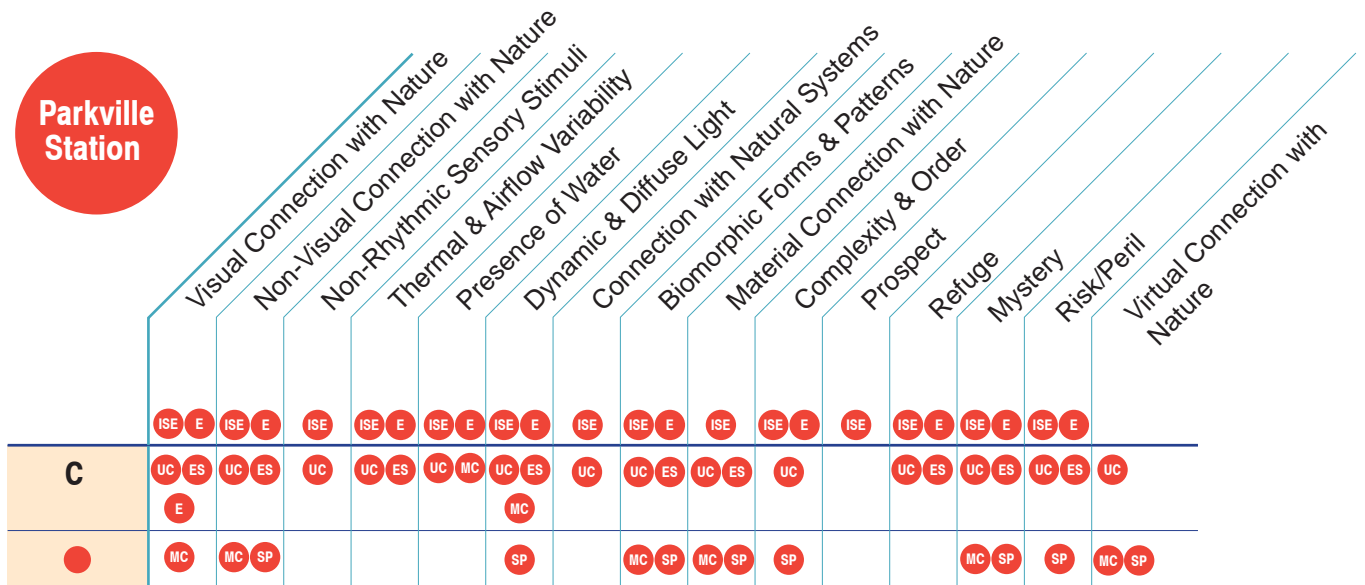 Parkville
Station
Visual Connection with Nature
Non-Visual Connection with Nature
Non-Rhythmic Sensory Stimuli
Thermal & Airflow Variability
Presence of Water
Dynamic & Diffuse Light
Connection with Natural Systems
Biomorphic Forms & Patterns
Material Connection with Nature
Complexity & Order
Prospect
Refuge
Mystery
Risk/Peril
Virtual Connection with
Nature
ISE E ISE E ISE ISE E ISE E ISE E ISE ISE E ISE ISE E ISE ISE E ISE E ISE E
C UC ES UC ES UC UC ES UC MC UC ES UC UC ES UC ES UC UC ES UC ES UC ES UC
E MC
MC MC SP SP MC SP MC SP SP MC SP SP MC SP